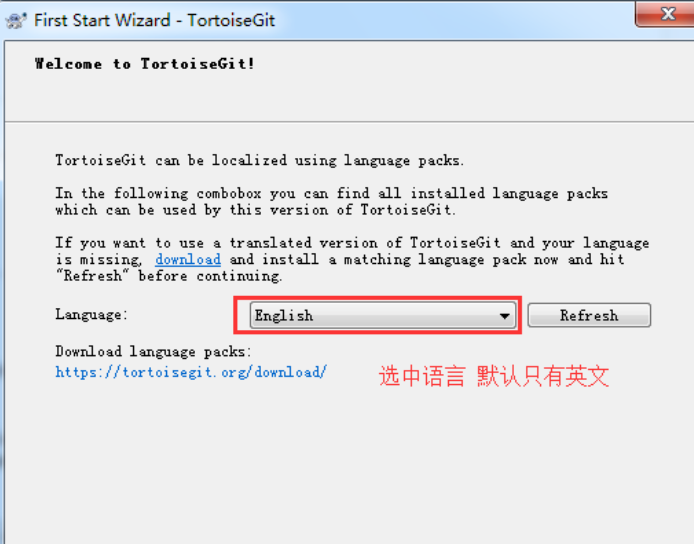 First Start Wizard - TortoiseGit
Welcome to TortoiseGit!
TortoiseGit can be localized using language packs.
In the following combobox you can find all installed language packs
which can be used by this version of TortoiseGit.
If you want to use a translated version of TortoiseGit and your language
is missing, download and install a matching language pack now and hit
"Refresh" before continuing.
Language: English Refresh
Download language packs:
https://tortoisegit.org/download/
选中语言 默认只有英文